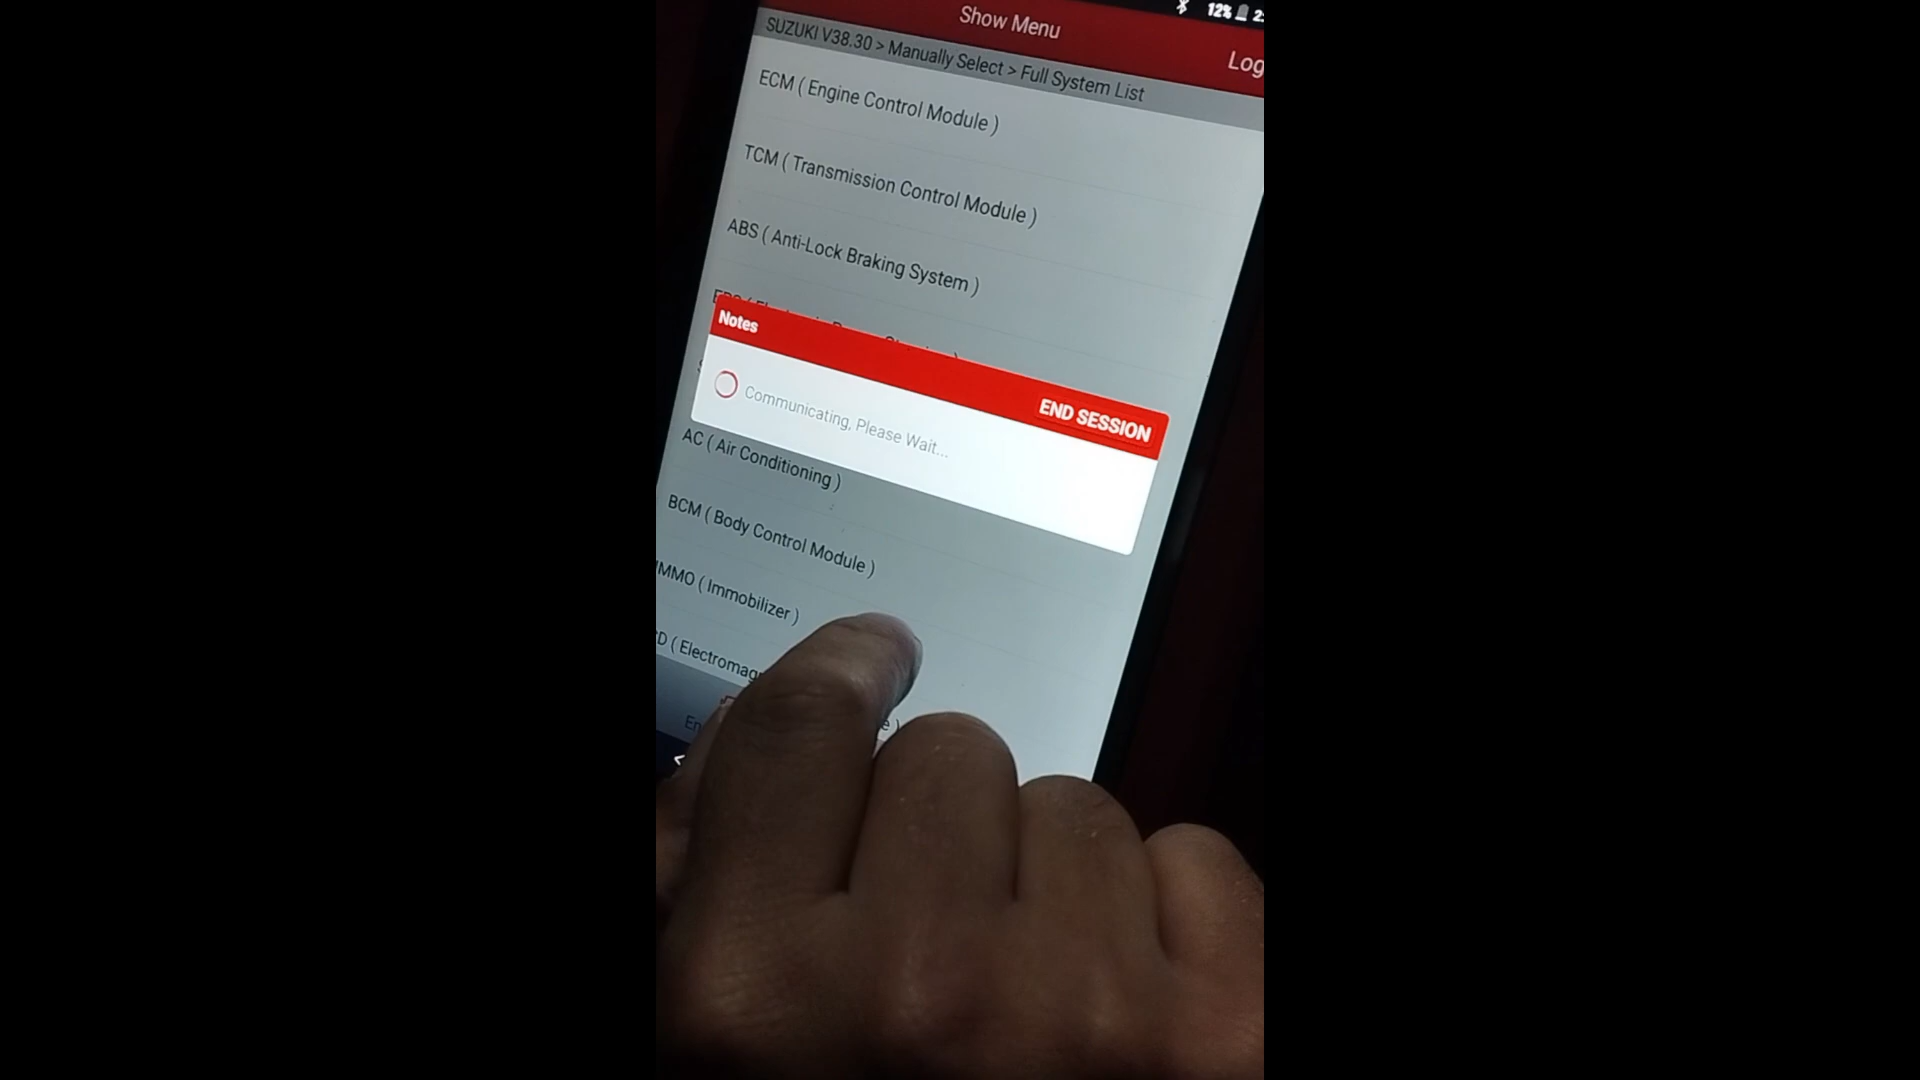 12%
Show Menu
Log
SUZUKI V38.30 > Manually Select > Full System List
ECM ( Engine Control Module )
TCM ( Transmission Control Module )
ABS ( Anti-Lock Braking System )
Notes
END SESSION
Communicating, Please Wait...
AC ( Air Conditioning )
BCM ( Body Control Module )
IMMO ( Immobilizer )
D ( Electromag